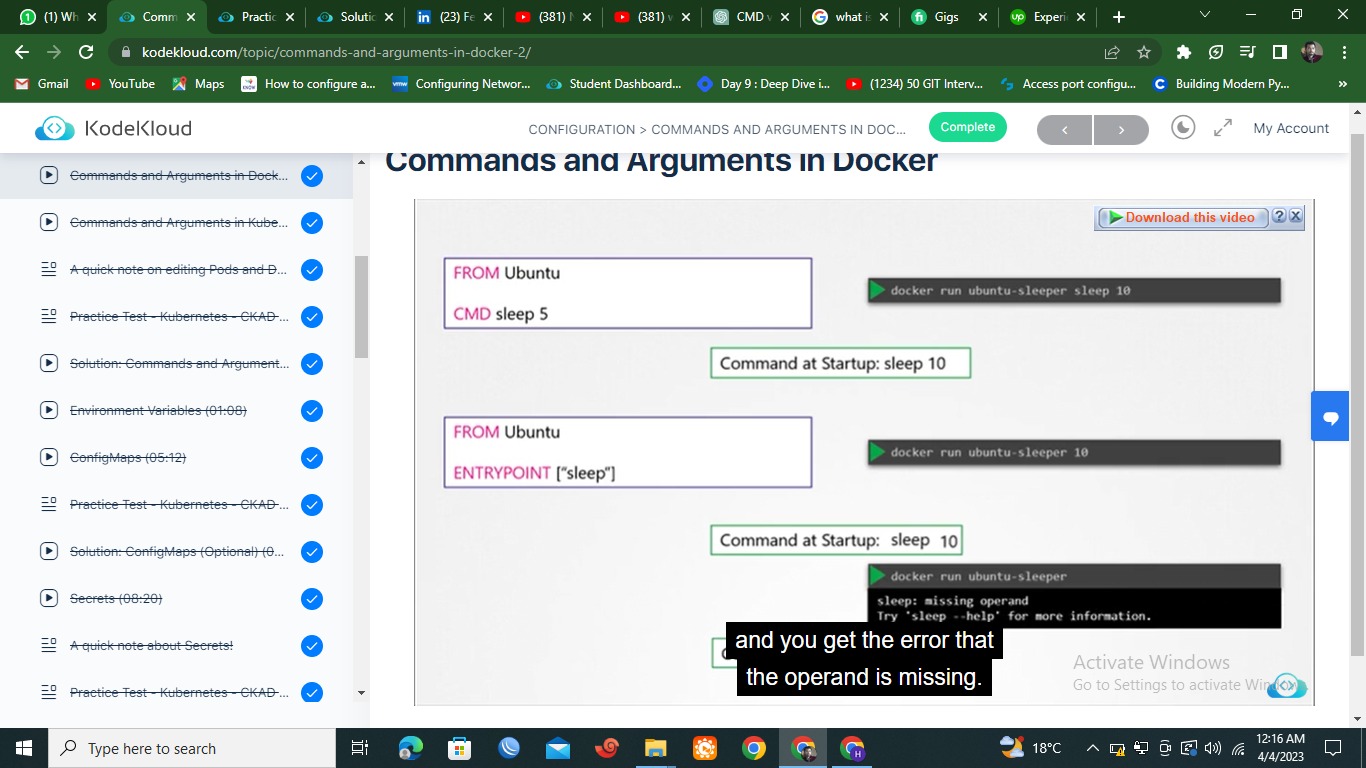 (1) Wh
Comm
Practic
Solutic
(23) Fe
(381) N
(381) v
CMD v
what is
Gigs
Experi
kodekloud.com/topic/commands-and-arguments-in-docker-2/
Gmail
YouTube
Maps
How to configure a...
Configuring Networ...
Student Dashboard...
Day 9 : Deep Dive i...
(1234) 50 GIT Interv...
Access port configu...
Building Modern Py...
»
KodeKloud
CONFIGURATION > COMMANDS AND ARGUMENTS IN DOC...
Complete
My Account
Commands and Arguments in Dock...
Commands and Arguments in Kube...
A quick note on editing Pods and D...
Practice Test - Kubernetes - CKAD ...
Solution: Commands and Argument...
Environment Variables (01:08)
ConfigMaps (05:12)
Practice Test - Kubernetes - CKAD ...
Solution: ConfigMaps (Optional) (0...
Secrets (08:20)
A quick note about Secrets!
Practice Test - Kubernetes - CKAD ...
Commands and Arguments in Docker
Download this video
FROM Ubuntu
CMD sleep 5
docker run ubuntu-sleeper sleep 10
Command at Startup: sleep 10
FROM Ubuntu
ENTRYPOINT ["sleep"]
docker run ubuntu-sleeper 10
Command at Startup: sleep 10
docker run ubuntu-sleeper
sleep: missing operand
Try 'sleep --help' for more information.
and you get the error that
the operand is missing.
Activate Windows
Go to Settings to activate Windows.
Type here to search
18°C
12:16 AM
4/4/2023